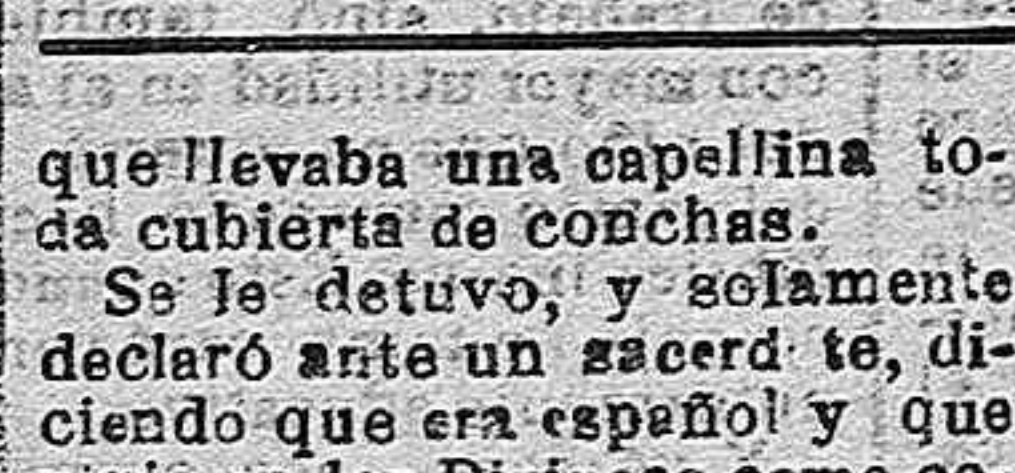 que llevaba una capellina to-
da cubierta de conchas.
Se le detuvo, y solamente
declaró ante un sacerd te, di-
ciendo que era español y que